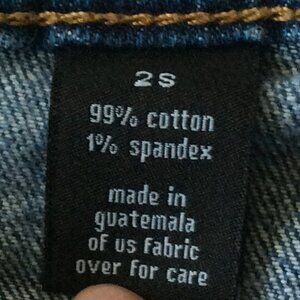 2S
99% cotton
1% spandex
made in
guatemala
of us fabric
over for care